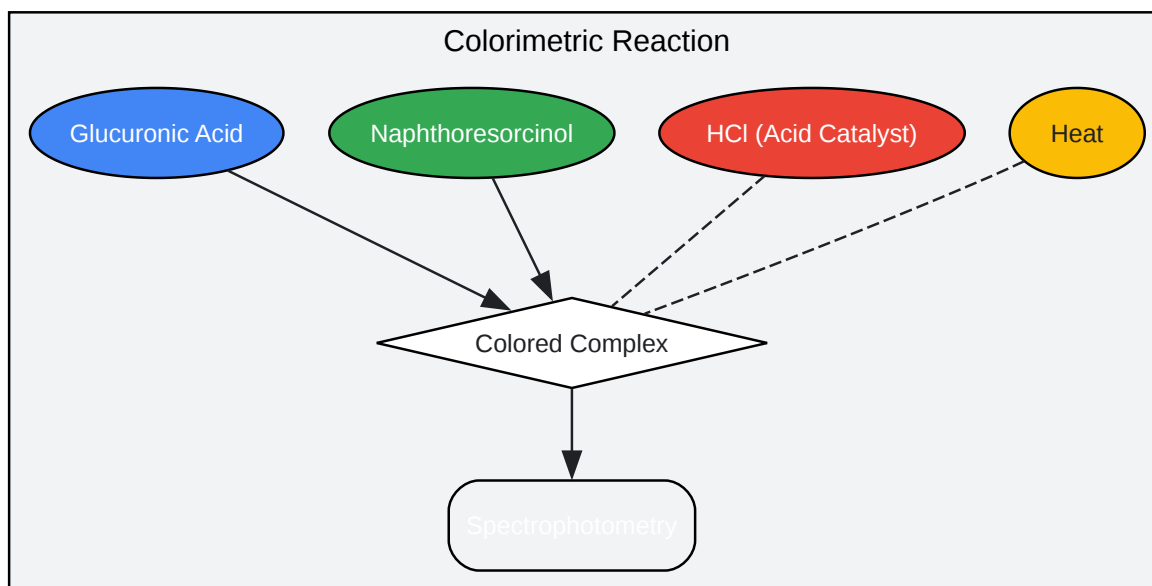 Colorimetric Reaction
Glucuronic Acid
Naphthoresorcinol
HCl (Acid Catalyst)
Heat
Colored Complex
Spectrophotometry